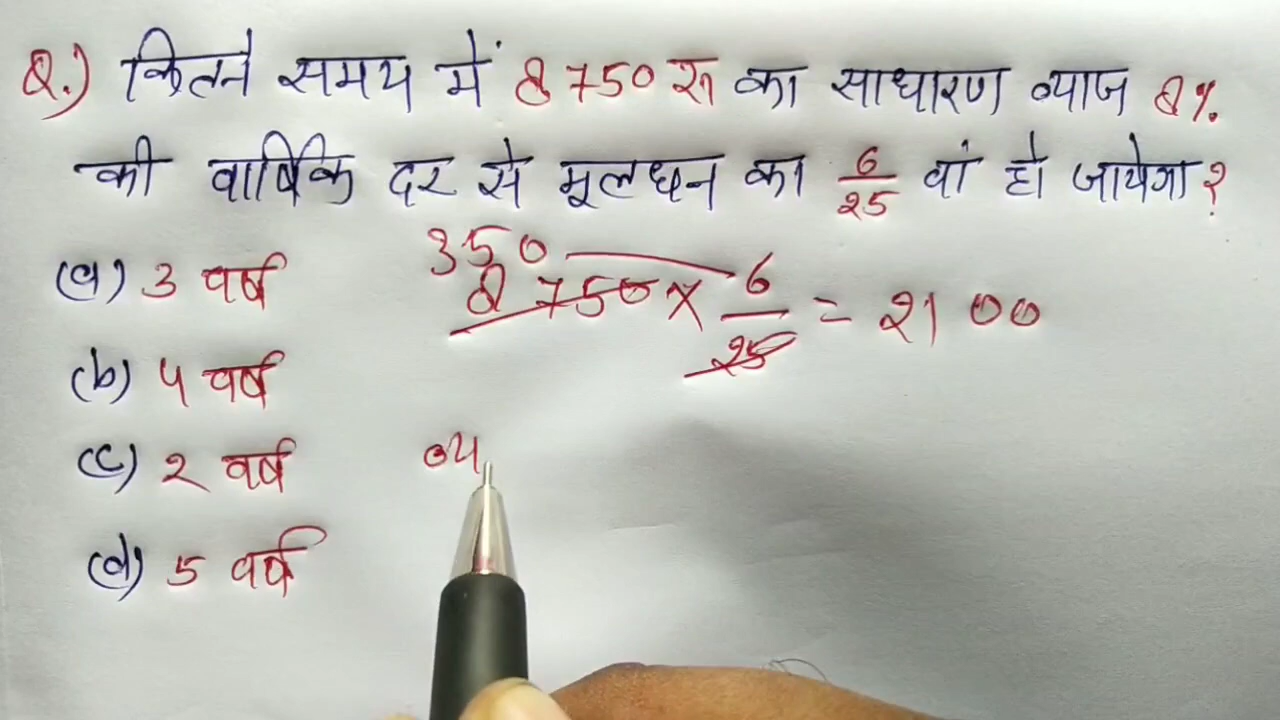 Q.) कितने समय में 8750 रू का साधारण ब्याज 8%
की वार्षिक दर से मूलधन का 6/25 वां हो जायेगा?
(a) 3 वर्ष
350
8750 × 6/25 = 2100
(b) 4 वर्ष
(c) 2 वर्ष
ब्य
(d) 5 वर्ष